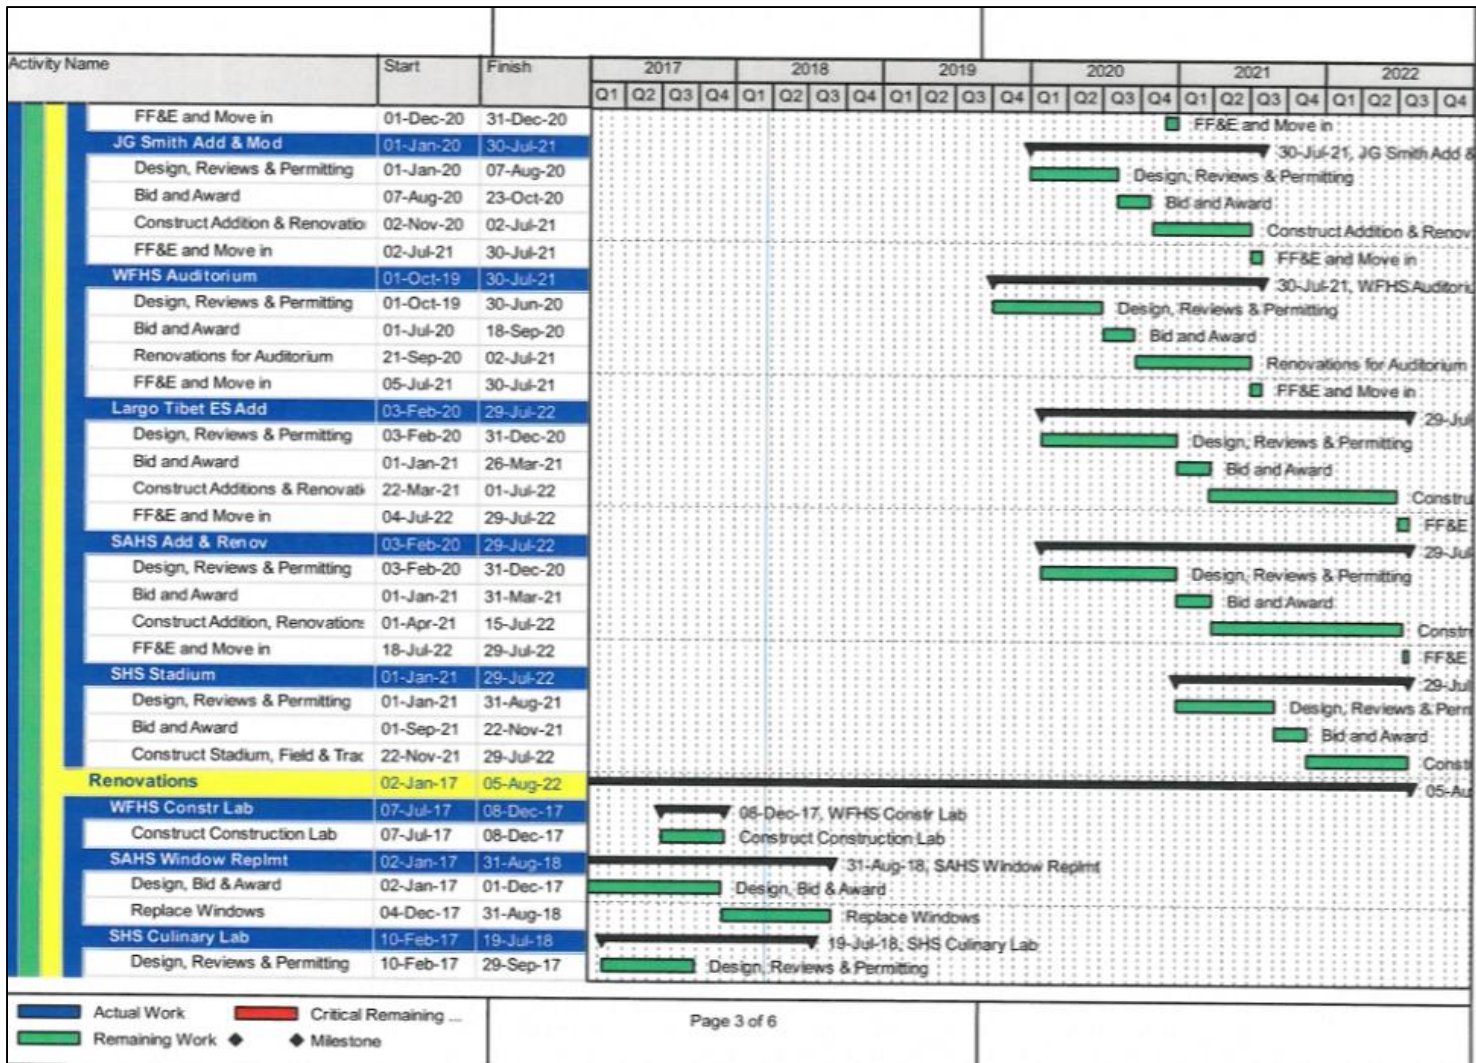 Activity Name Start Finish 2017 2018 2019 2020 2021 2022
Q1 Q2 Q3 Q4 Q1 Q2 Q3 Q4 Q1 Q2 Q3 Q4 Q1 Q2 Q3 Q4 Q1 Q2 Q3 Q4 Q1 Q2 Q3 Q4
FF&E and Move in 01-Dec-20 31-Dec-20 FF&E and Move in
JG Smith Add & Mod 01-Jan-20 30-Jul-21 30-Jul-21, JG Smith Add &
Design, Reviews & Permitting 01-Jan-20 07-Aug-20 Design, Reviews & Permitting
Bid and Award 07-Aug-20 23-Oct-20 Bid and Award
Construct Addition & Renovatio 02-Nov-20 02-Jul-21 Construct Addition & Renov
FF&E and Move in 02-Jul-21 30-Jul-21 FF&E and Move in
WFHS Auditorium 01-Oct-19 30-Jul-21 30-Jul-21, WFHS Auditoriu
Design, Reviews & Permitting 01-Oct-19 30-Jun-20 Design, Reviews & Permitting
Bid and Award 01-Jul-20 18-Sep-20 Bid and Award
Renovations for Auditorium 21-Sep-20 02-Jul-21 Renovations for Auditorium
FF&E and Move in 05-Jul-21 30-Jul-21 FF&E and Move in
Largo Tibet ES Add 03-Feb-20 29-Jul-22 29-Jul
Design, Reviews & Permitting 03-Feb-20 31-Dec-20 Design, Reviews & Permitting
Bid and Award 01-Jan-21 26-Mar-21 Bid and Award
Construct Additions & Renovati 22-Mar-21 01-Jul-22 Constru
FF&E and Move in 04-Jul-22 29-Jul-22 FF&E
SAHS Add & Renov 03-Feb-20 29-Jul-22 29-Jul
Design, Reviews & Permitting 03-Feb-20 31-Dec-20 Design, Reviews & Permitting
Bid and Award 01-Jan-21 31-Mar-21 Bid and Award
Construct Addition, Renovations 01-Apr-21 15-Jul-22 Constru
FF&E and Move in 18-Jul-22 29-Jul-22 FF&E
SHS Stadium 01-Jan-21 29-Jul-22 29-Jul
Design, Reviews & Permitting 01-Jan-21 31-Aug-21 Design, Reviews & Perm
Bid and Award 01-Sep-21 22-Nov-21 Bid and Award
Construct Stadium, Field & Trac 22-Nov-21 29-Jul-22 Consti
Renovations 02-Jan-17 05-Aug-22 05-Au
WFHS Constr Lab 07-Jul-17 08-Dec-17 08-Dec-17, WFHS Constr Lab
Construct Construction Lab 07-Jul-17 08-Dec-17 Construct Construction Lab
SAHS Window Replmt 02-Jan-17 31-Aug-18 31-Aug-18, SAHS Window Replmt
Design, Bid & Award 02-Jan-17 01-Dec-17 Design, Bid & Award
Replace Windows 04-Dec-17 31-Aug-18 Replace Windows
SHS Culinary Lab 10-Feb-17 19-Jul-18 19-Jul-18, SHS Culinary Lab
Design, Reviews & Permitting 10-Feb-17 29-Sep-17 Design, Reviews & Permitting
Actual Work Critical Remaining ... Page 3 of 6
Remaining Work Milestone